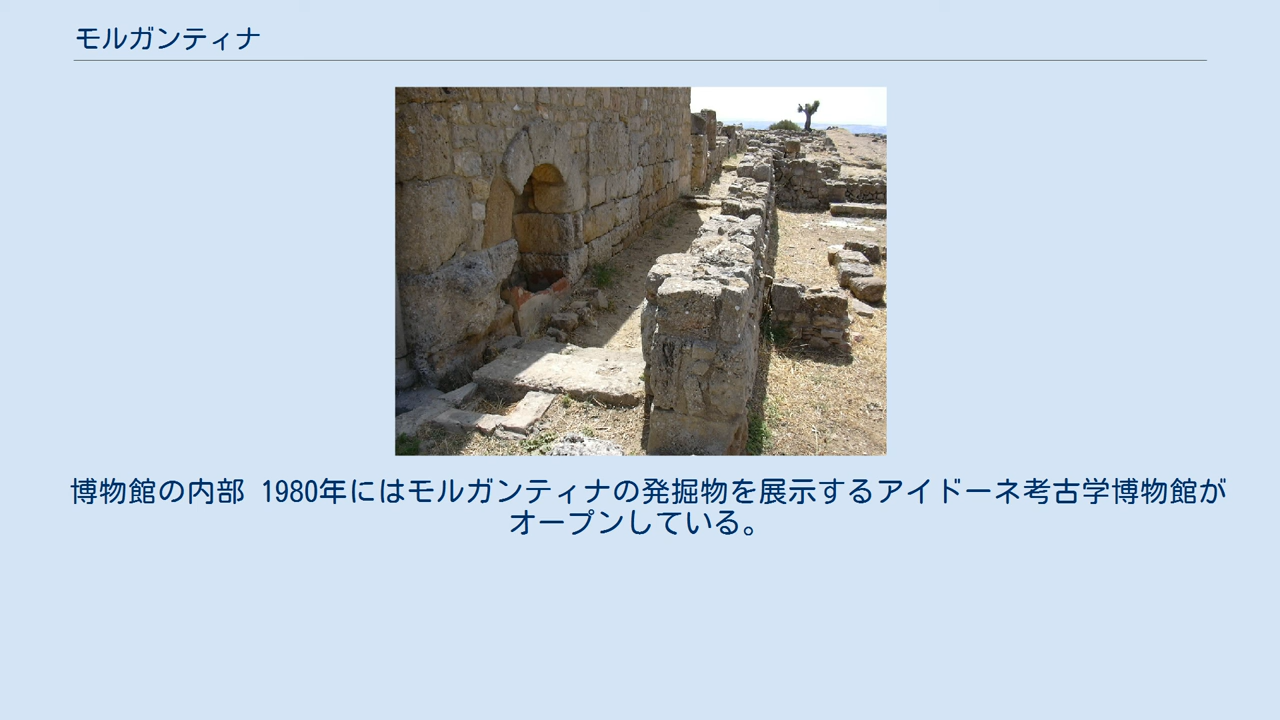 モルガンティナ
博物館の内部 1980年にはモルガンティナの発掘物を展示するアイドーネ考古学博物館が
オープンしている。